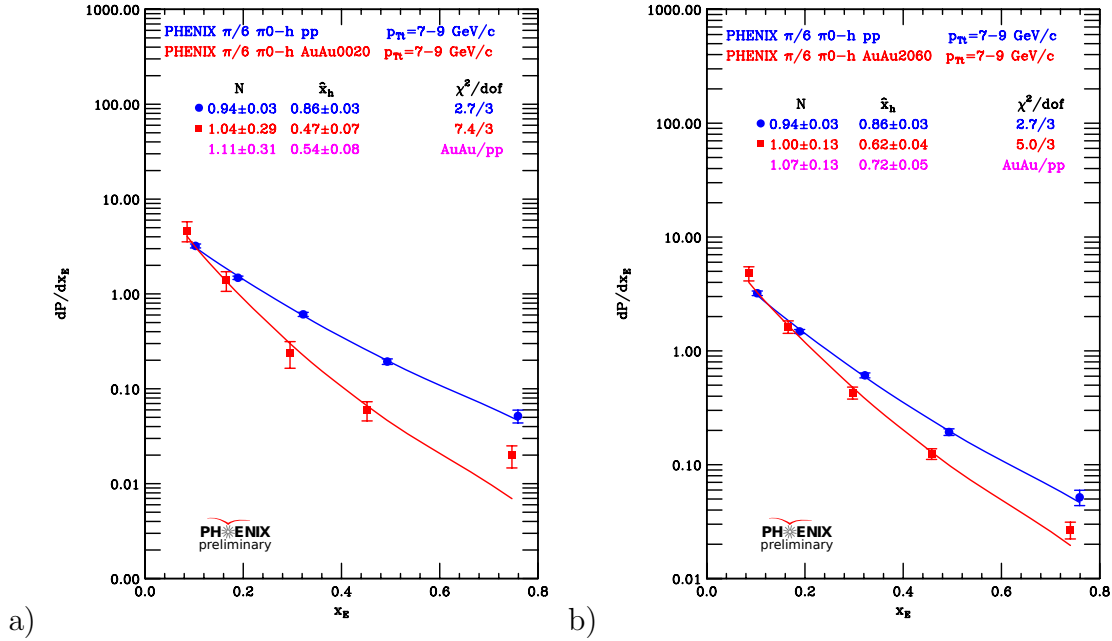 PHENIX π/6 π0-h pp p_Tt=7-9 GeV/c
PHENIX π/6 π0-h AuAu0020 p_Tt=7-9 GeV/c
N x̂_h χ²/dof
0.94±0.03 0.86±0.03 2.7/3
1.04±0.29 0.47±0.07 7.4/3
1.11±0.31 0.54±0.08 AuAu/pp
1000.00
100.00
10.00
1.00
0.10
0.01
0.00
dP/dx_E
PHENIX
preliminary
0.0 0.2 0.4 0.6 0.8
x_E
a)
PHENIX π/6 π0-h pp p_Tt=7-9 GeV/c
PHENIX π/6 π0-h AuAu2060 p_Tt=7-9 GeV/c
N x̂_h χ²/dof
0.94±0.03 0.86±0.03 2.7/3
1.00±0.13 0.62±0.04 5.0/3
1.07±0.13 0.72±0.05 AuAu/pp
1000.00
100.00
10.00
1.00
0.10
0.01
dP/dx_E
PHENIX
preliminary
0.0 0.2 0.4 0.6 0.8
x_E
b)